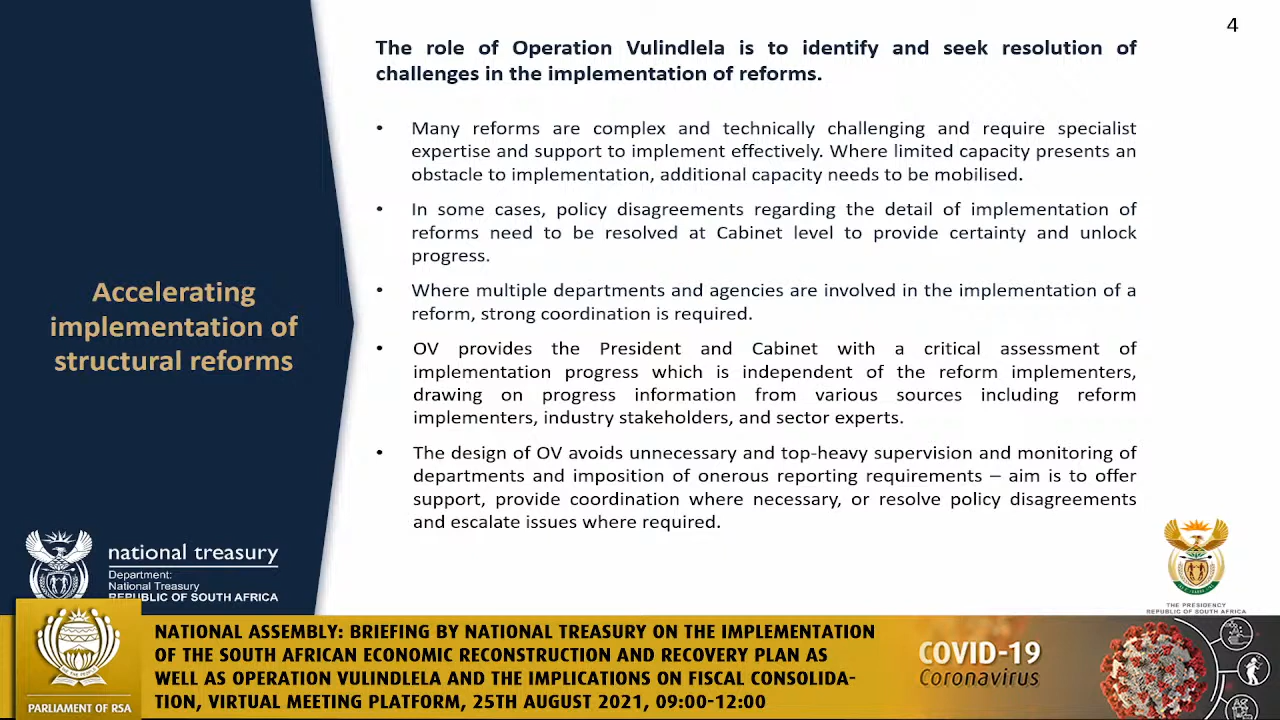 4
The role of Operation Vulindlela is to identify and seek resolution of
challenges in the implementation of reforms.
• Many reforms are complex and technically challenging and require specialist
expertise and support to implement effectively. Where limited capacity presents an
obstacle to implementation, additional capacity needs to be mobilised.
• In some cases, policy disagreements regarding the detail of implementation of
reforms need to be resolved at Cabinet level to provide certainty and unlock
progress.
• Where multiple departments and agencies are involved in the implementation of a
reform, strong coordination is required.
• OV provides the President and Cabinet with a critical assessment of
implementation progress which is independent of the reform implementers,
drawing on progress information from various sources including reform
implementers, industry stakeholders, and sector experts.
• The design of OV avoids unnecessary and top-heavy supervision and monitoring of
departments and imposition of onerous reporting requirements – aim is to offer
support, provide coordination where necessary, or resolve policy disagreements
and escalate issues where required.
Accelerating
implementation of
structural reforms
national treasury
Department:
National Treasury
REPUBLIC OF SOUTH AFRICA
THE PRESIDENCY
REPUBLIC OF SOUTH AFRICA
PARLIAMENT OF RSA
NATIONAL ASSEMBLY: BRIEFING BY NATIONAL TREASURY ON THE IMPLEMENTATION
OF THE SOUTH AFRICAN ECONOMIC RECONSTRUCTION AND RECOVERY PLAN AS
WELL AS OPERATION VULINDLELA AND THE IMPLICATIONS ON FISCAL CONSOLIDA-
TION, VIRTUAL MEETING PLATFORM, 25TH AUGUST 2021, 09:00-12:00
COVID-19
Coronavirus